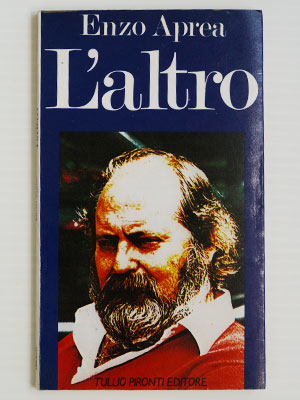 Enzo Aprea
L'altro
TULLIO PIRONTI EDITORE